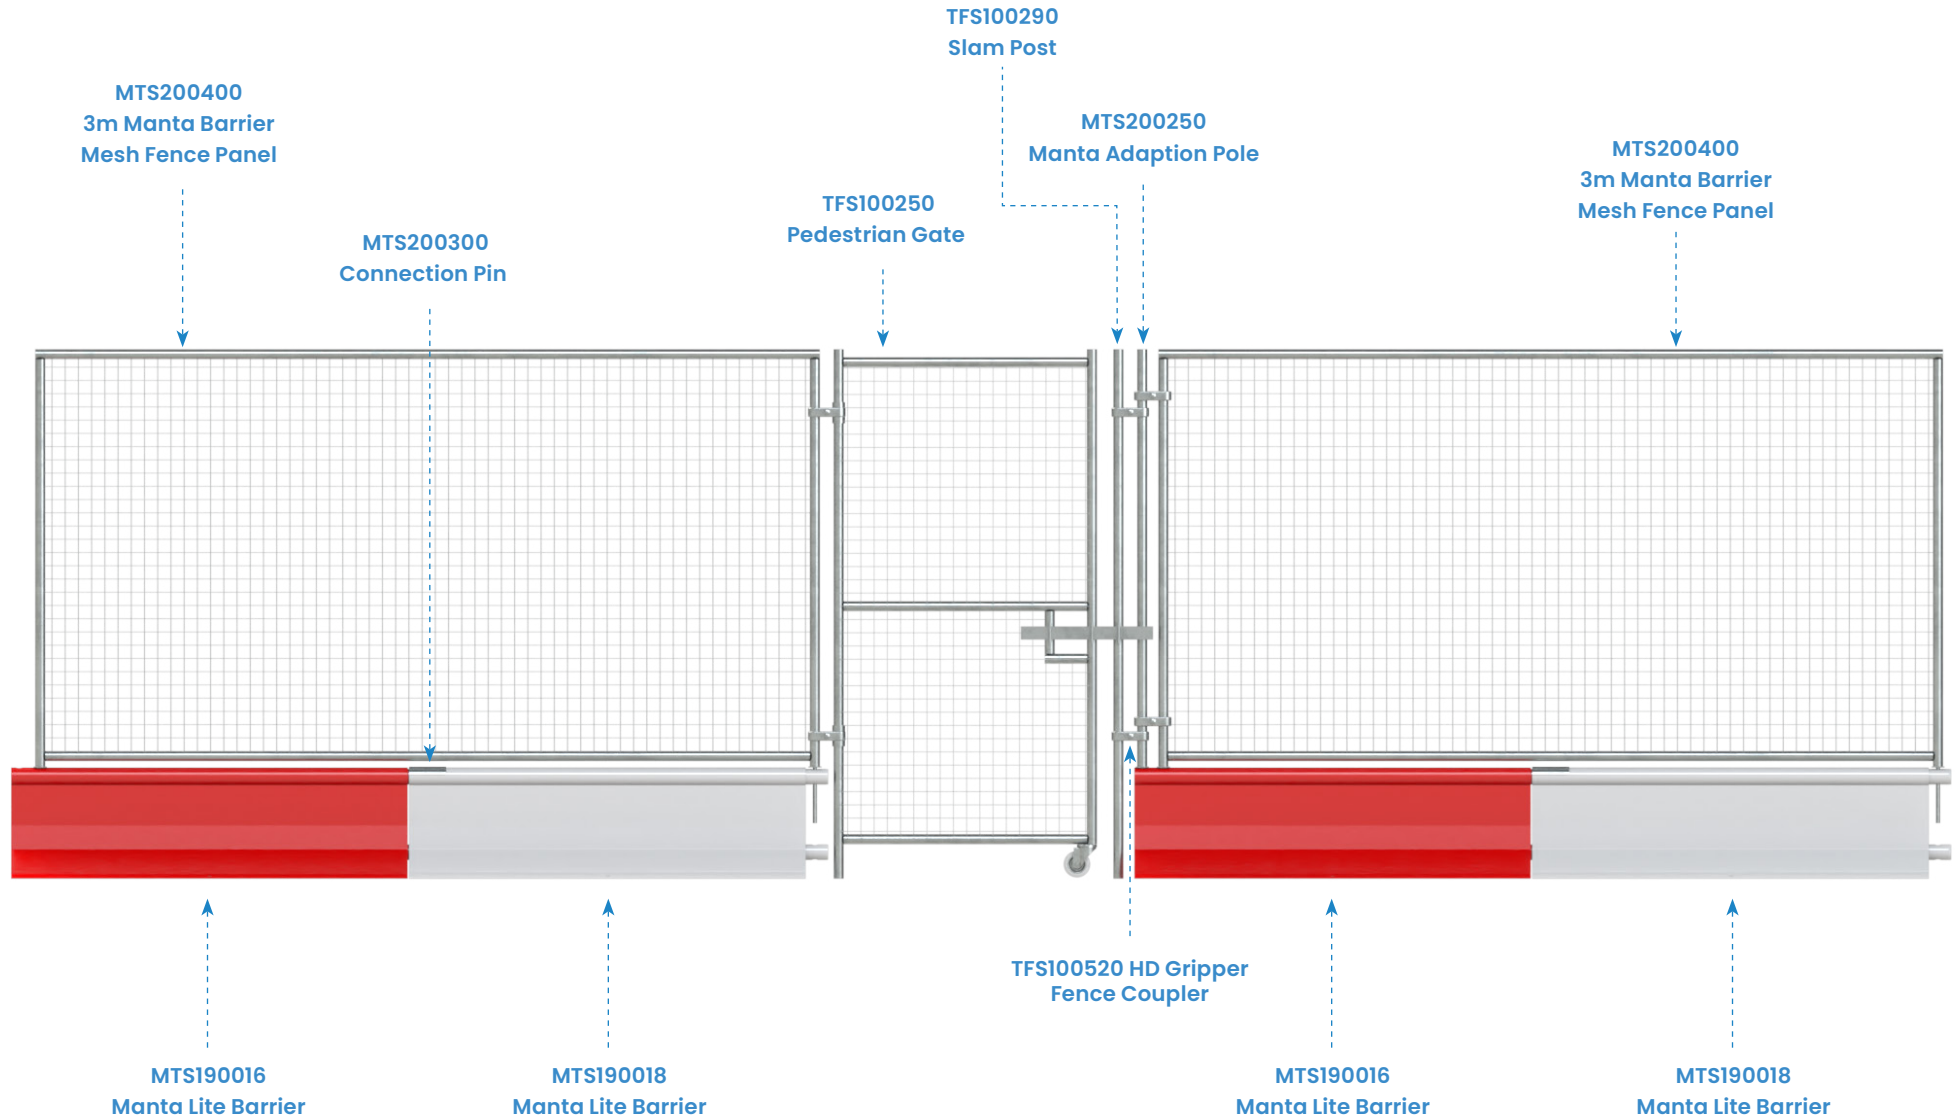 TFS100290
Slam Post
MTS200400
3m Manta Barrier
Mesh Fence Panel
MTS200250
Manta Adaption Pole
MTS200400
3m Manta Barrier
Mesh Fence Panel
TFS100250
Pedestrian Gate
MTS200300
Connection Pin
TFS100520 HD Gripper
Fence Coupler
MTS190016
Manta Lite Barrier
MTS190018
Manta Lite Barrier
MTS190016
Manta Lite Barrier
MTS190018
Manta Lite Barrier